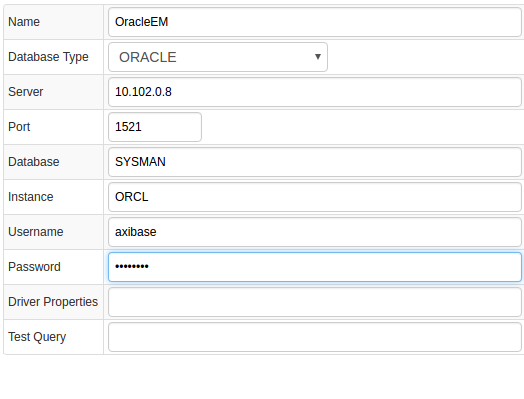 Name OracleEM
Database Type ORACLE
Server 10.102.0.8
Port 1521
Database SYSMAN
Instance ORCL
Username axibase
Password ••••••••
Driver Properties
Test Query